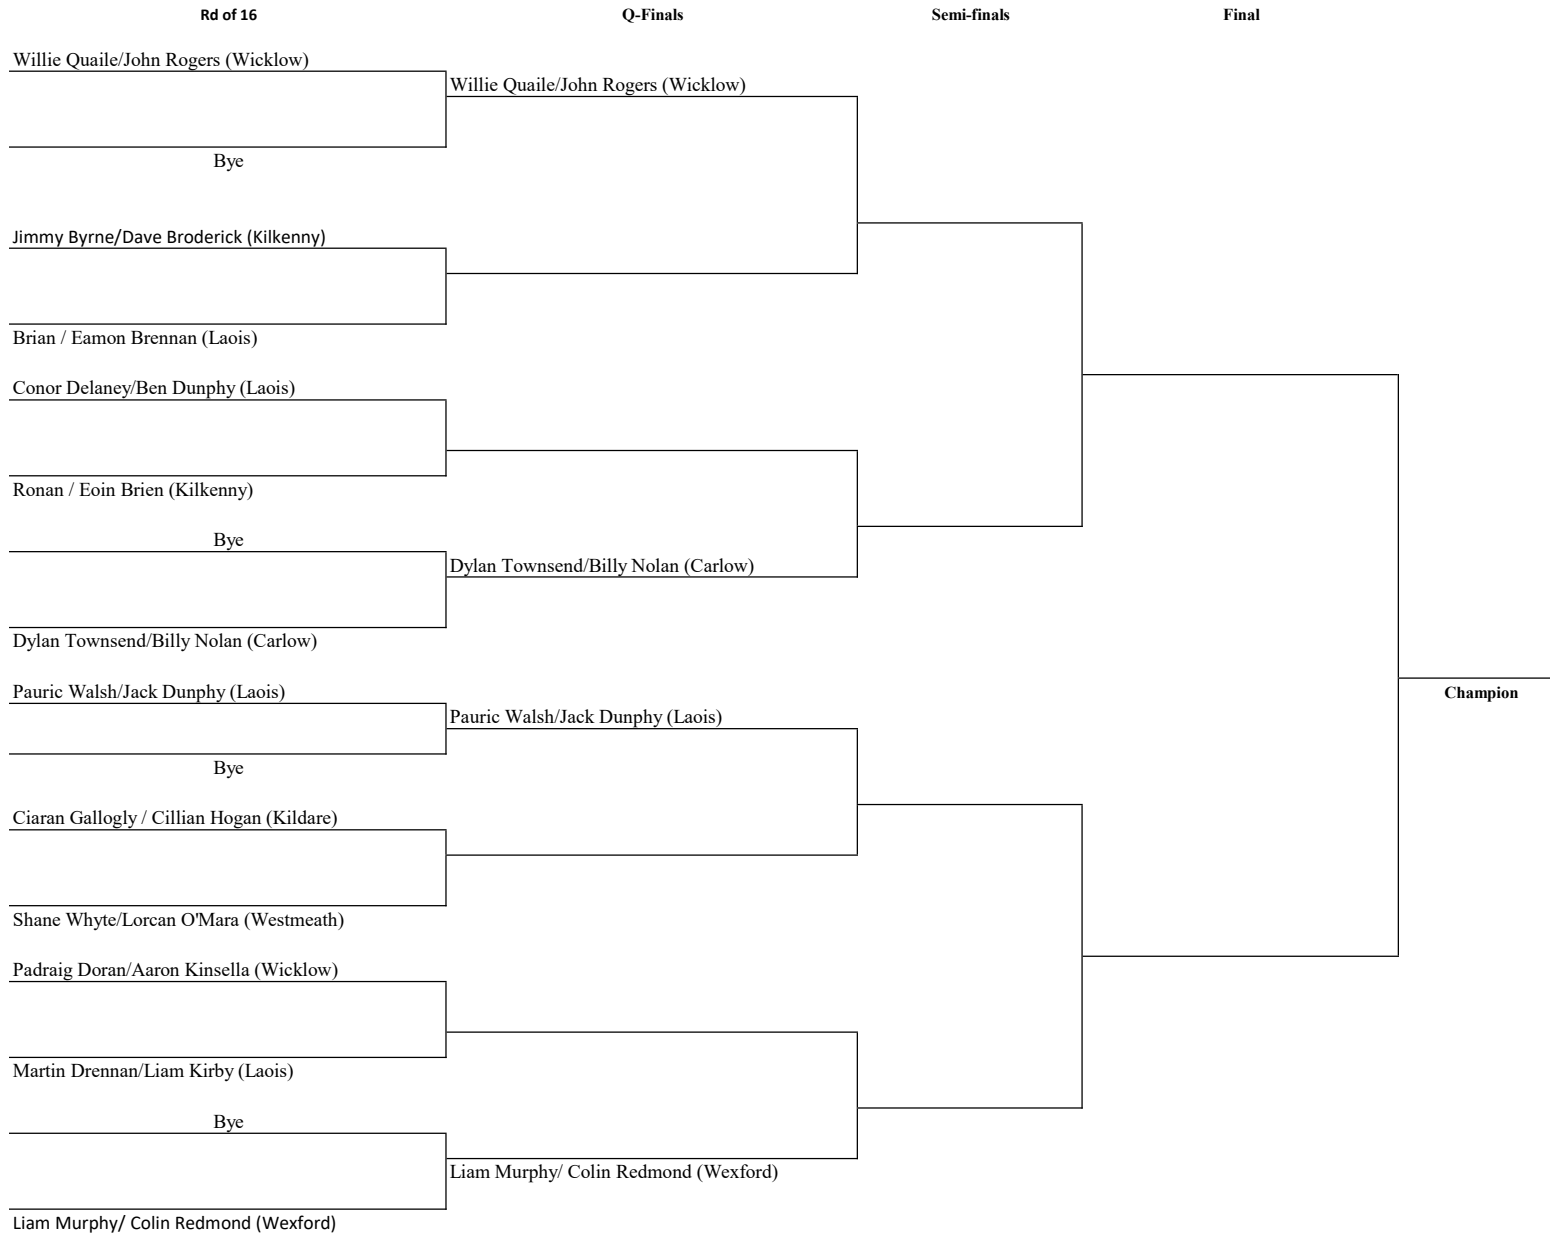 Rd of 16
Q-Finals
Semi-finals
Final
Willie Quaile/John Rogers (Wicklow)
Willie Quaile/John Rogers (Wicklow)
Bye
Jimmy Byrne/Dave Broderick (Kilkenny)
Brian / Eamon Brennan (Laois)
Conor Delaney/Ben Dunphy (Laois)
Ronan / Eoin Brien (Kilkenny)
Bye
Dylan Townsend/Billy Nolan (Carlow)
Dylan Townsend/Billy Nolan (Carlow)
Pauric Walsh/Jack Dunphy (Laois)
Champion
Pauric Walsh/Jack Dunphy (Laois)
Bye
Ciaran Gallogly / Cillian Hogan (Kildare)
Shane Whyte/Lorcan O'Mara (Westmeath)
Padraig Doran/Aaron Kinsella (Wicklow)
Martin Drennan/Liam Kirby (Laois)
Bye
Liam Murphy/ Colin Redmond (Wexford)
Liam Murphy/ Colin Redmond (Wexford)